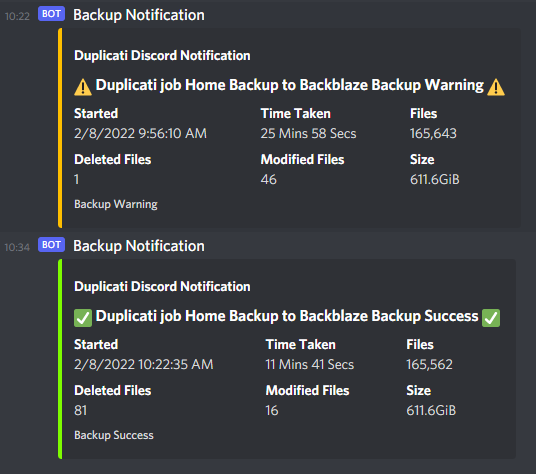 10:22 BOT Backup Notification
Duplicati Discord Notification
⚠️ Duplicati job Home Backup to Backblaze Backup Warning ⚠️
Started Time Taken Files
2/8/2022 9:56:10 AM 25 Mins 58 Secs 165,643
Deleted Files Modified Files Size
1 46 611.6GiB
Backup Warning
10:34 BOT Backup Notification
Duplicati Discord Notification
✅ Duplicati job Home Backup to Backblaze Backup Success ✅
Started Time Taken Files
2/8/2022 10:22:35 AM 11 Mins 41 Secs 165,562
Deleted Files Modified Files Size
81 16 611.6GiB
Backup Success